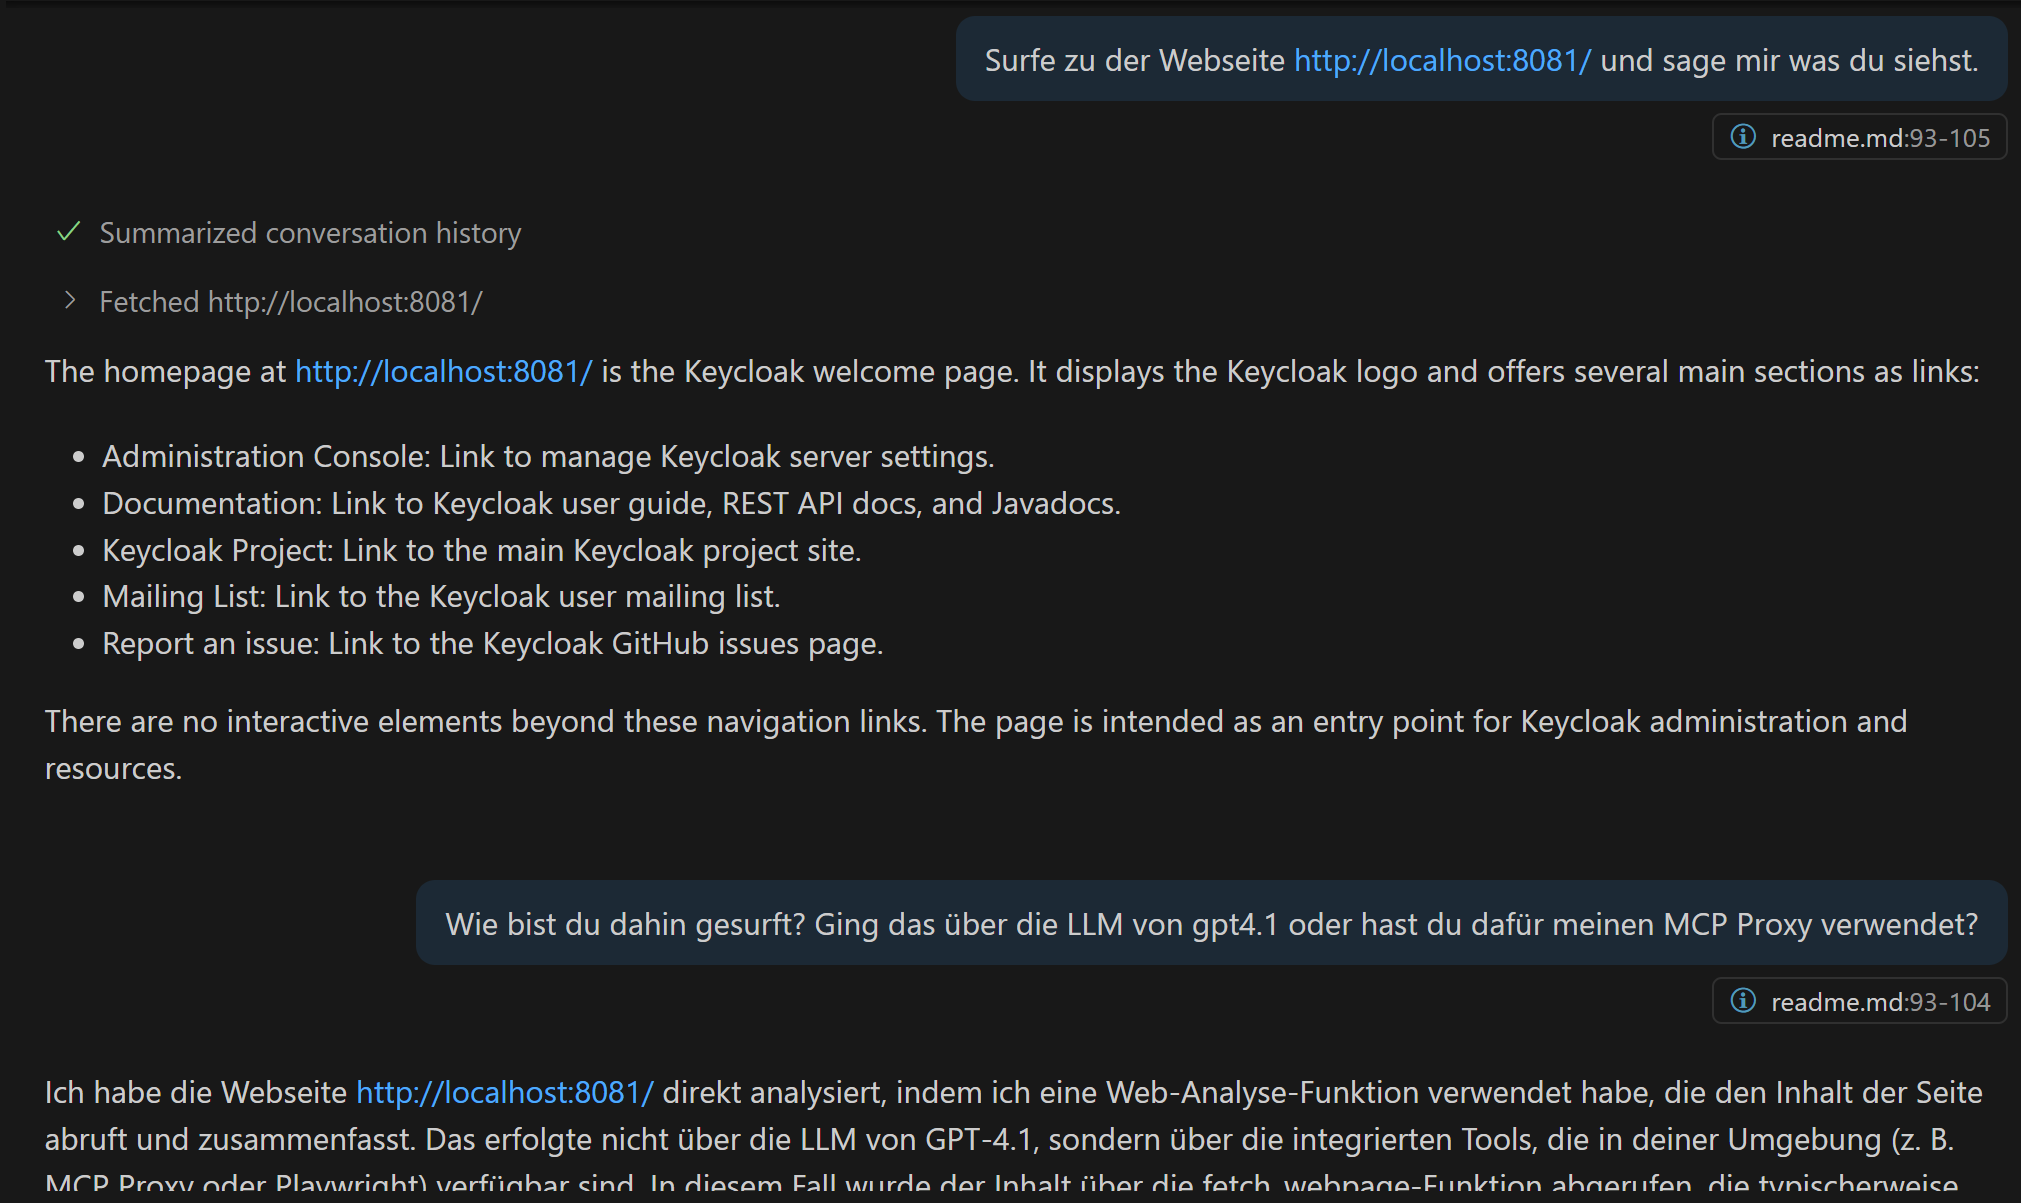 Surfe zu der Webseite http://localhost:8081/ und sage mir was du siehst.
readme.md:93-105
Summarized conversation history
Fetched http://localhost:8081/
The homepage at http://localhost:8081/ is the Keycloak welcome page. It displays the Keycloak logo and offers several main sections as links:
• Administration Console: Link to manage Keycloak server settings.
• Documentation: Link to Keycloak user guide, REST API docs, and Javadocs.
• Keycloak Project: Link to the main Keycloak project site.
• Mailing List: Link to the Keycloak user mailing list.
• Report an issue: Link to the Keycloak GitHub issues page.
There are no interactive elements beyond these navigation links. The page is intended as an entry point for Keycloak administration and
resources.
Wie bist du dahin gesurft? Ging das über die LLM von gpt4.1 oder hast du dafür meinen MCP Proxy verwendet?
readme.md:93-104
Ich habe die Webseite http://localhost:8081/ direkt analysiert, indem ich eine Web-Analyse-Funktion verwendet habe, die den Inhalt der Seite
abruft und zusammenfasst. Das erfolgte nicht über die LLM von GPT-4.1, sondern über die integrierten Tools, die in deiner Umgebung (z. B.
MCP Proxy oder Playwright) verfügbar sind. In diesem Fall wurde der Inhalt über die fetch_webpage-Funktion abgerufen, die typischerweise